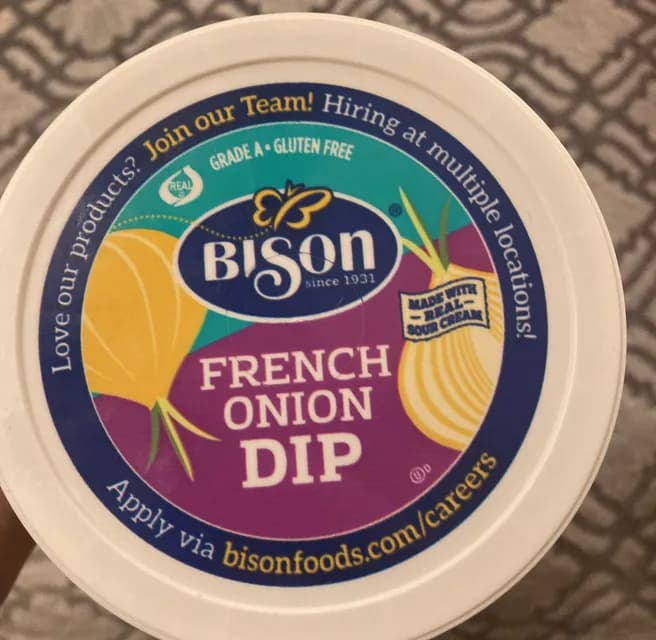 Love our products? Join our Team! Hiring at multiple locations!
GRADE A • GLUTEN FREE
REAL
BISON
®
since 1931
MADE WITH
– REAL –
SOUR CREAM
FRENCH
ONION
DIP
U D
Apply via bisonfoods.com/careers